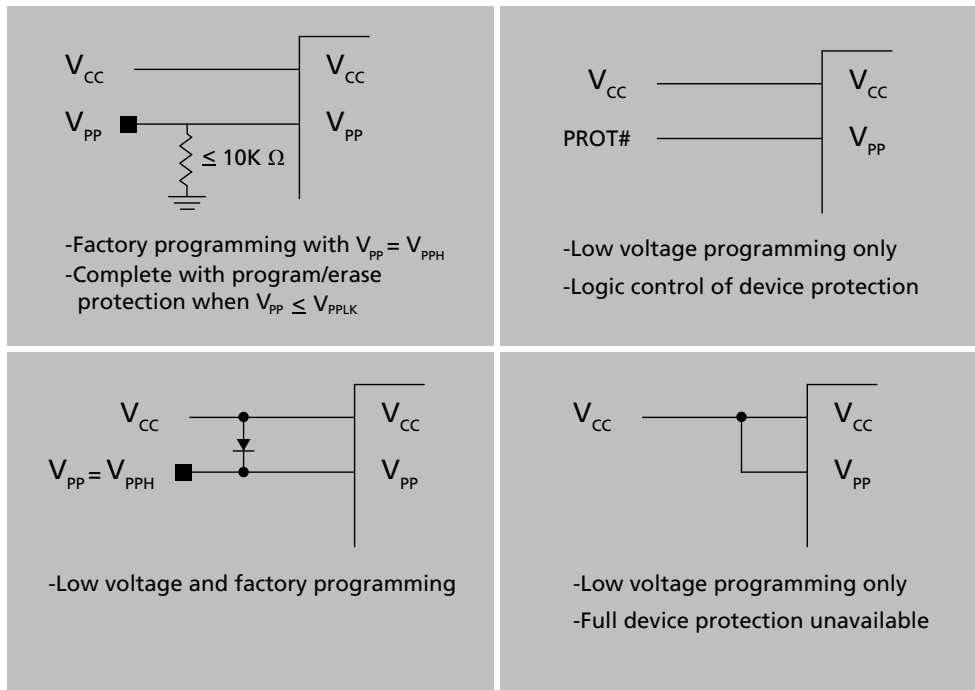 V_CC V_CC
V_PP V_PP
≤ 10K Ω
-Factory programming with V_PP = V_PPH
-Complete with program/erase
protection when V_PP ≤ V_PPLK
V_CC V_CC
PROT# V_PP
-Low voltage programming only
-Logic control of device protection
V_CC V_CC
V_PP = V_PPH V_PP
-Low voltage and factory programming
V_CC V_CC
V_PP
-Low voltage programming only
-Full device protection unavailable